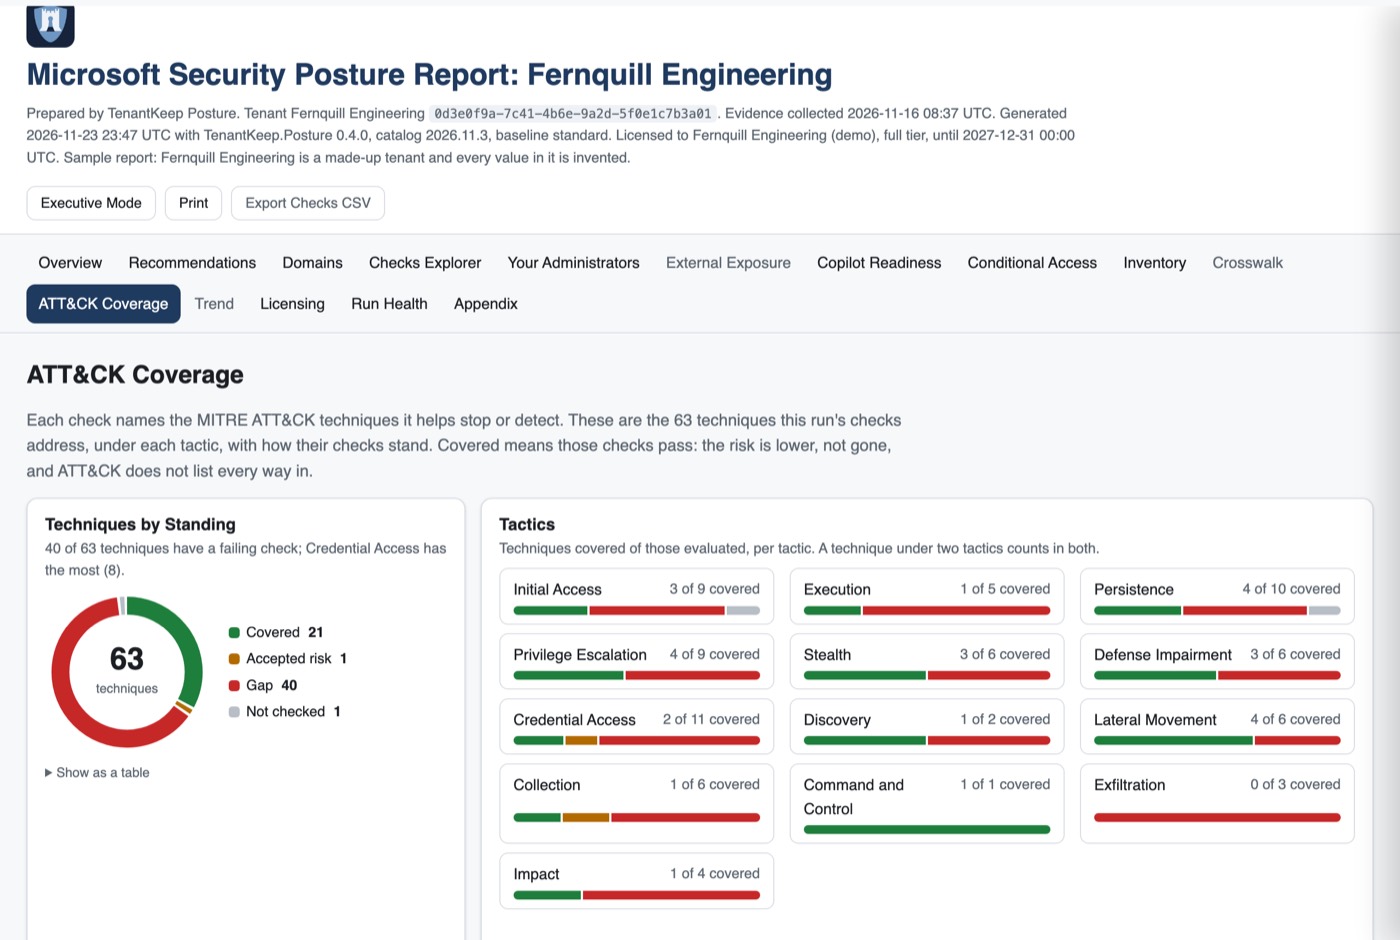 Microsoft Security Posture Report: Fernquill Engineering
Prepared by TenantKeep Posture. Tenant Fernquill Engineering 0d3e0f9a-7c41-4b6e-9a2d-5f0e1c7b3a01 . Evidence collected 2026-11-16 08:37 UTC. Generated
2026-11-23 23:47 UTC with TenantKeep.Posture 0.4.0, catalog 2026.11.3, baseline standard. Licensed to Fernquill Engineering (demo), full tier, until 2027-12-31 00:00
UTC. Sample report: Fernquill Engineering is a made-up tenant and every value in it is invented.
Executive Mode Print Export Checks CSV
Overview Recommendations Domains Checks Explorer Your Administrators External Exposure Copilot Readiness Conditional Access Inventory Crosswalk
ATT&CK Coverage Trend Licensing Run Health Appendix
ATT&CK Coverage
Each check names the MITRE ATT&CK techniques it helps stop or detect. These are the 63 techniques this run's checks
address, under each tactic, with how their checks stand. Covered means those checks pass: the risk is lower, not gone,
and ATT&CK does not list every way in.
Techniques by Standing
40 of 63 techniques have a failing check; Credential Access has
the most (8).
63
techniques
Covered 21
Accepted risk 1
Gap 40
Not checked 1
Show as a table
Tactics
Techniques covered of those evaluated, per tactic. A technique under two tactics counts in both.
Initial Access 3 of 9 covered
Execution 1 of 5 covered
Persistence 4 of 10 covered
Privilege Escalation 4 of 9 covered
Stealth 3 of 6 covered
Defense Impairment 3 of 6 covered
Credential Access 2 of 11 covered
Discovery 1 of 2 covered
Lateral Movement 4 of 6 covered
Collection 1 of 6 covered
Command and 1 of 1 covered
Control
Exfiltration 0 of 3 covered
Impact 1 of 4 covered